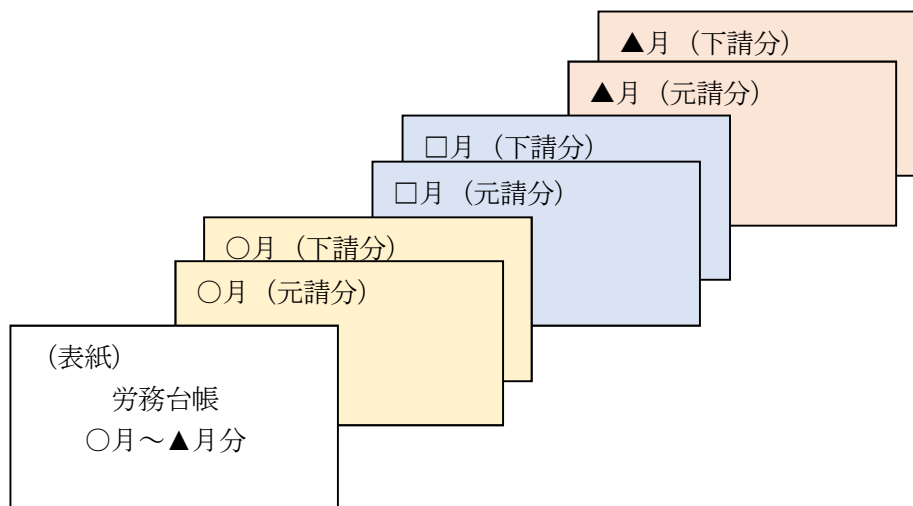 ▲月（下請分）
▲月（元請分）
□月（下請分）
□月（元請分）
○月（下請分）
○月（元請分）
（表紙）
労務台帳
○月～▲月分